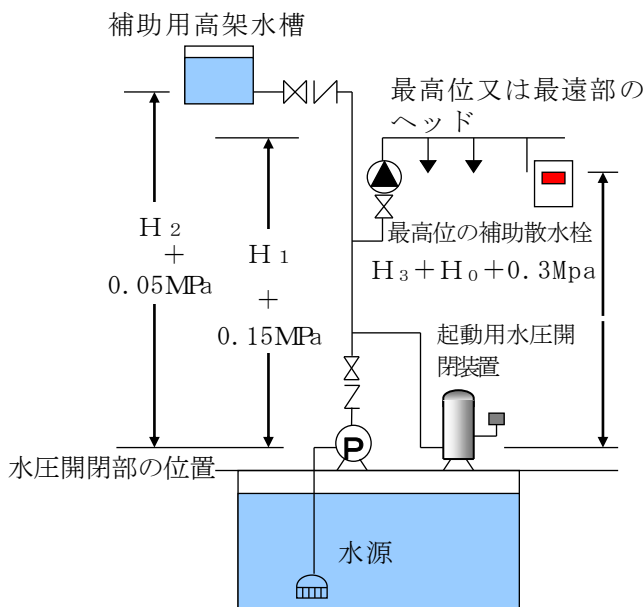 補助用高架水槽
最高位又は最遠部の
ヘッド
最高位の補助散水栓
H₃+H₀+0.3Mpa
H₂
+
0.05MPa
H₁
+
0.15MPa
起動用水圧開
閉装置
P
水圧開閉部の位置
水源